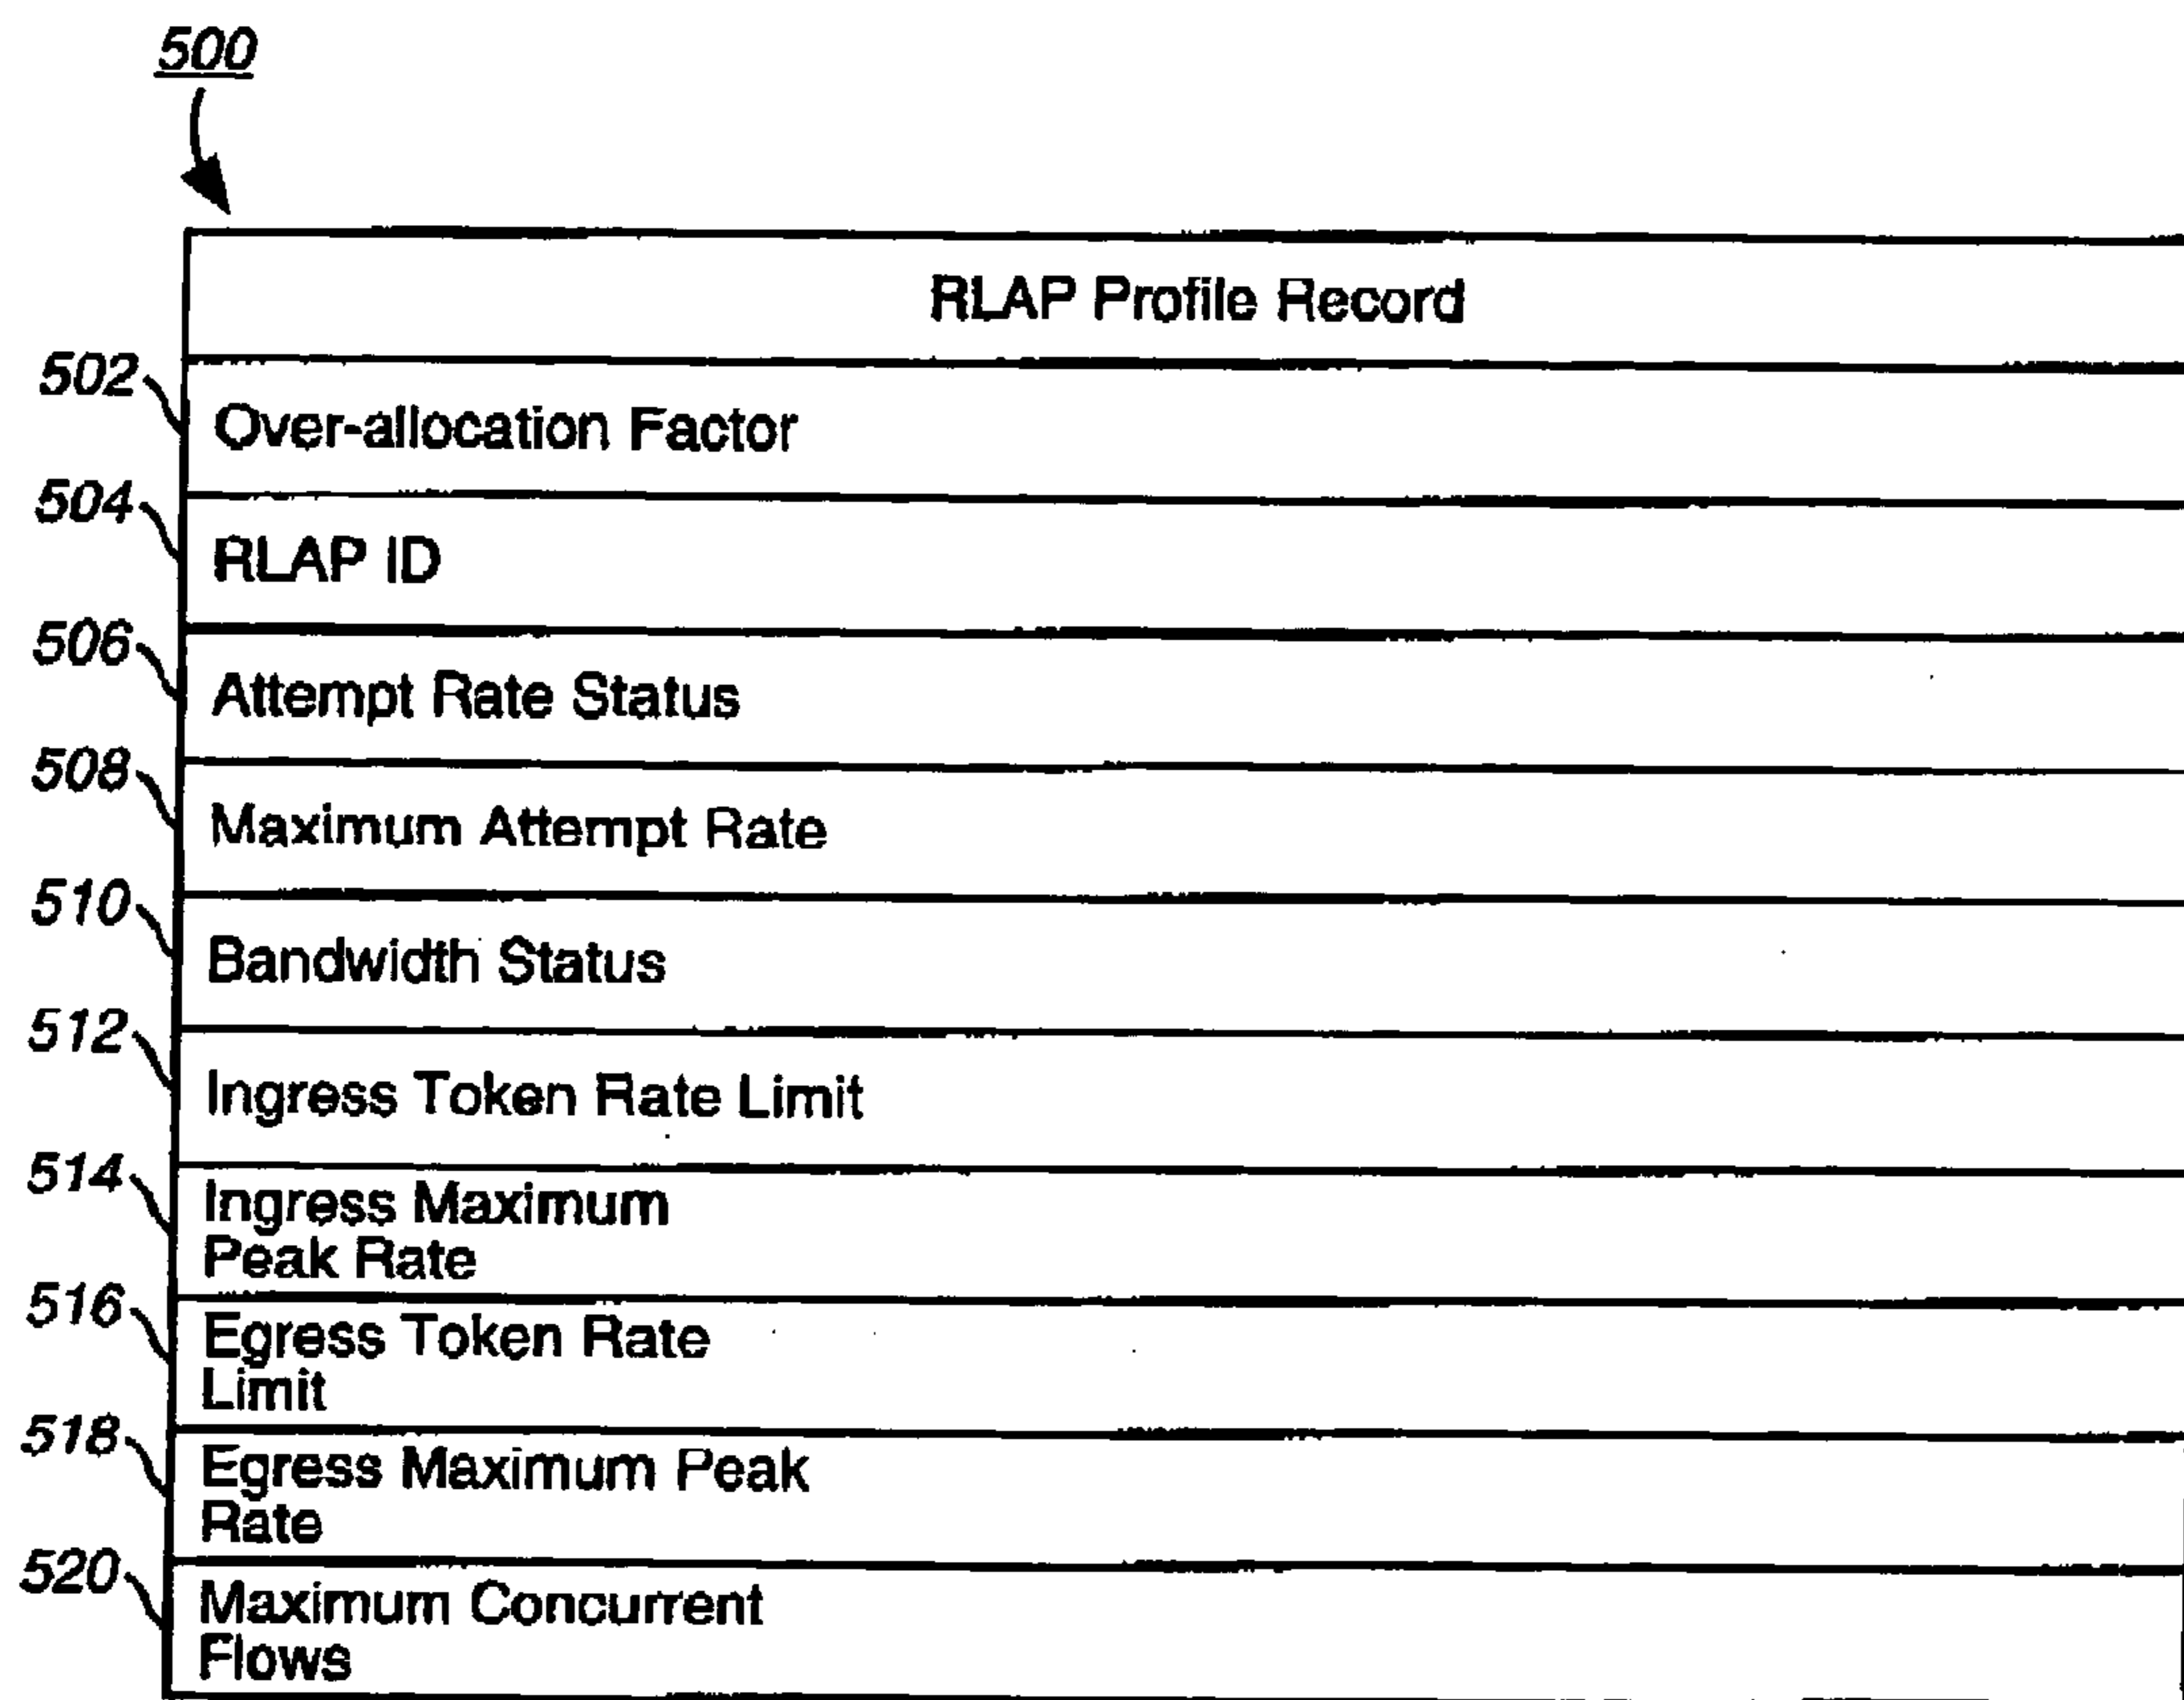 500
RLAP Profile Record
502
Over-allocation Factor
504
RLAP ID
506
Attempt Rate Status
508
Maximum Attempt Rate
510
Bandwidth Status
512
Ingress Token Rate Limit
514
Ingress Maximum
Peak Rate
516
Egress Token Rate
Limit
518
Egress Maximum Peak
Rate
520
Maximum Concurrent
Flows